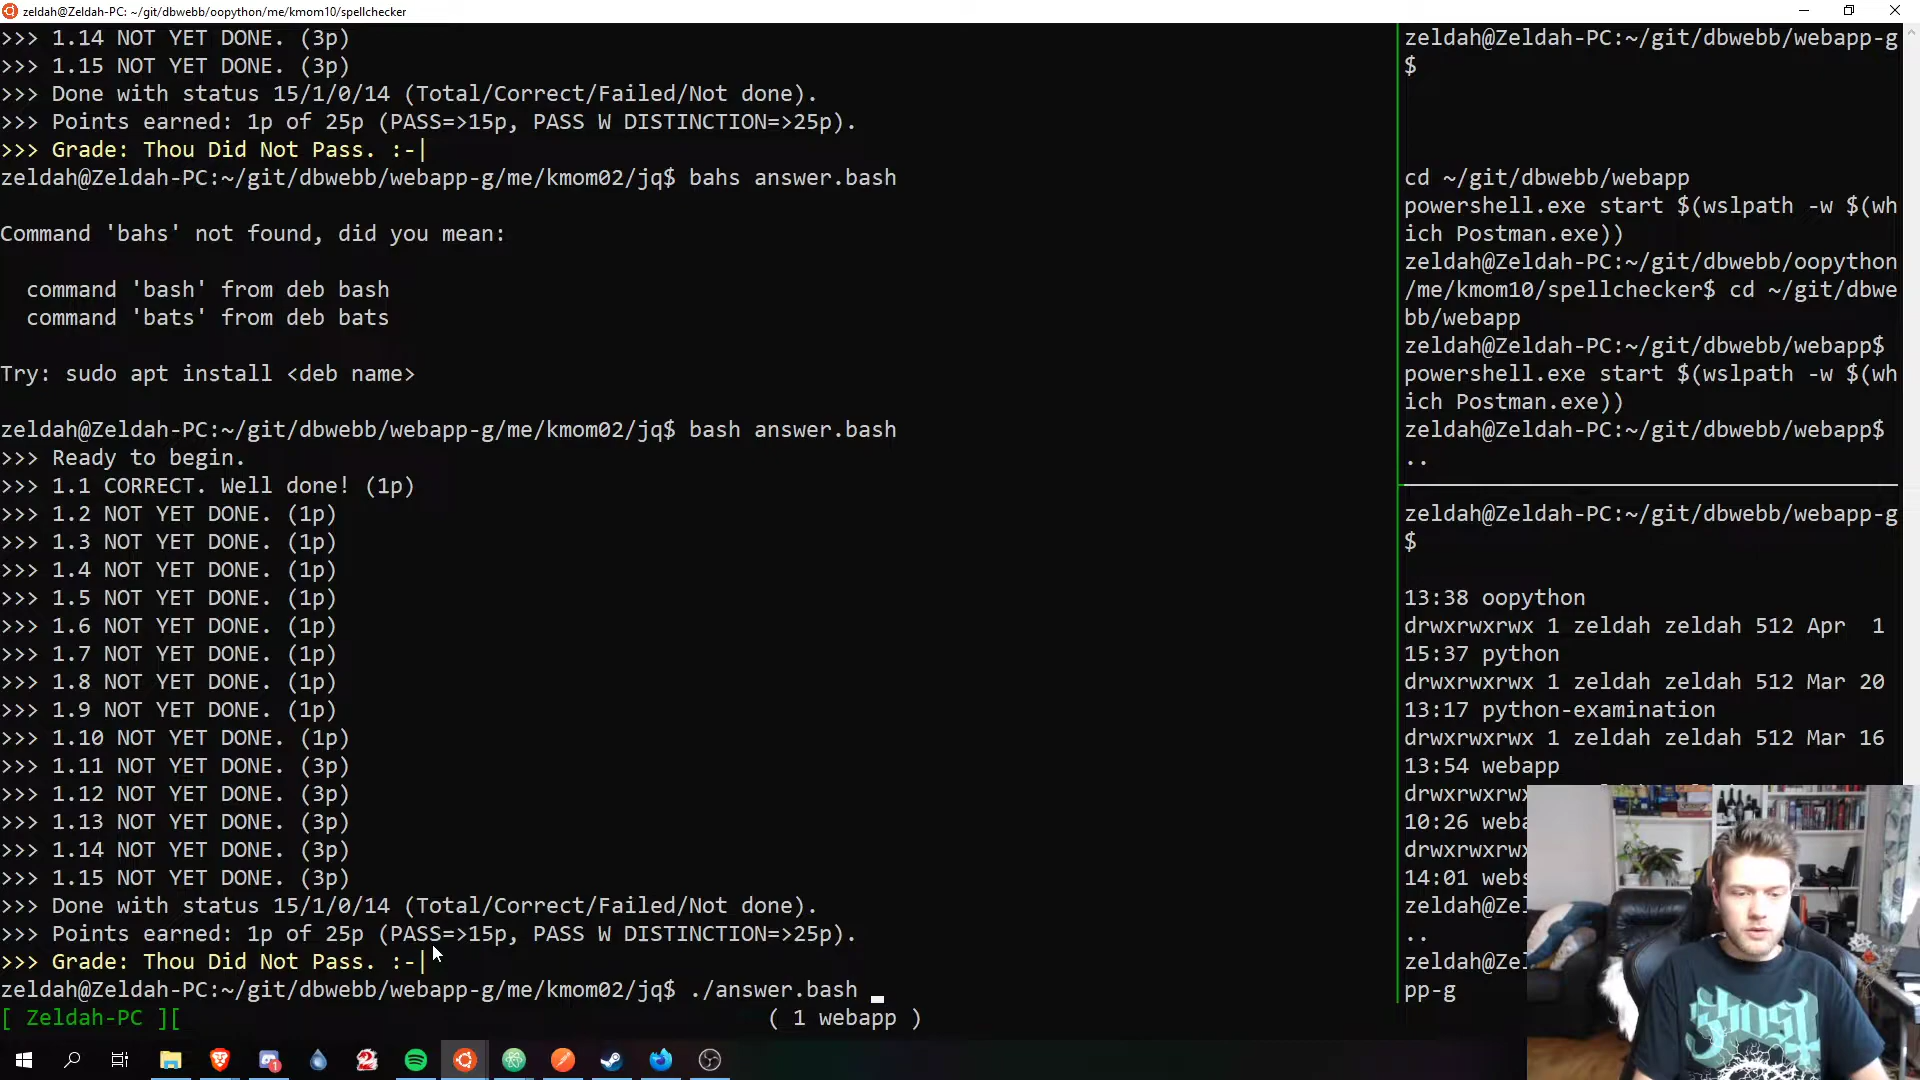 zeldah@Zeldah-PC: ~/git/dbwebb/oopython/me/kmom10/spellchecker
>>> 1.14 NOT YET DONE. (3p)
>>> 1.15 NOT YET DONE. (3p)
>>> Done with status 15/1/0/14 (Total/Correct/Failed/Not done).
>>> Points earned: 1p of 25p (PASS=>15p, PASS W DISTINCTION=>25p).
>>> Grade: Thou Did Not Pass. :-|
zeldah@Zeldah-PC:~/git/dbwebb/webapp-g/me/kmom02/jq$ bahs answer.bash
Command 'bahs' not found, did you mean:
command 'bash' from deb bash
command 'bats' from deb bats
Try: sudo apt install <deb name>
zeldah@Zeldah-PC:~/git/dbwebb/webapp-g/me/kmom02/jq$ bash answer.bash
>>> Ready to begin.
>>> 1.1 CORRECT. Well done! (1p)
>>> 1.2 NOT YET DONE. (1p)
>>> 1.3 NOT YET DONE. (1p)
>>> 1.4 NOT YET DONE. (1p)
>>> 1.5 NOT YET DONE. (1p)
>>> 1.6 NOT YET DONE. (1p)
>>> 1.7 NOT YET DONE. (1p)
>>> 1.8 NOT YET DONE. (1p)
>>> 1.9 NOT YET DONE. (1p)
>>> 1.10 NOT YET DONE. (1p)
>>> 1.11 NOT YET DONE. (3p)
>>> 1.12 NOT YET DONE. (3p)
>>> 1.13 NOT YET DONE. (3p)
>>> 1.14 NOT YET DONE. (3p)
>>> 1.15 NOT YET DONE. (3p)
>>> Done with status 15/1/0/14 (Total/Correct/Failed/Not done).
>>> Points earned: 1p of 25p (PASS=>15p, PASS W DISTINCTION=>25p).
>>> Grade: Thou Did Not Pass. :-|
zeldah@Zeldah-PC:~/git/dbwebb/webapp-g/me/kmom02/jq$ ./answer.bash
[ Zeldah-PC ][ ( 1 webapp )
zeldah@Zeldah-PC:~/git/dbwebb/webapp-g
$
cd ~/git/dbwebb/webapp
powershell.exe start $(wslpath -w $(wh
ich Postman.exe))
zeldah@Zeldah-PC:~/git/dbwebb/oopython
/me/kmom10/spellchecker$ cd ~/git/dbwe
bb/webapp
zeldah@Zeldah-PC:~/git/dbwebb/webapp$
powershell.exe start $(wslpath -w $(wh
ich Postman.exe))
zeldah@Zeldah-PC:~/git/dbwebb/webapp$
..
zeldah@Zeldah-PC:~/git/dbwebb/webapp-g
$
13:38 oopython
drwxrwxrwx 1 zeldah zeldah 512 Apr  1
15:37 python
drwxrwxrwx 1 zeldah zeldah 512 Mar 20
13:17 python-examination
drwxrwxrwx 1 zeldah zeldah 512 Mar 16
13:54 webapp
drwxrwxrwx
10:26 weba
drwxrwxrwx
14:01 webs
zeldah@Ze
..
zeldah@Ze
pp-g
ghost